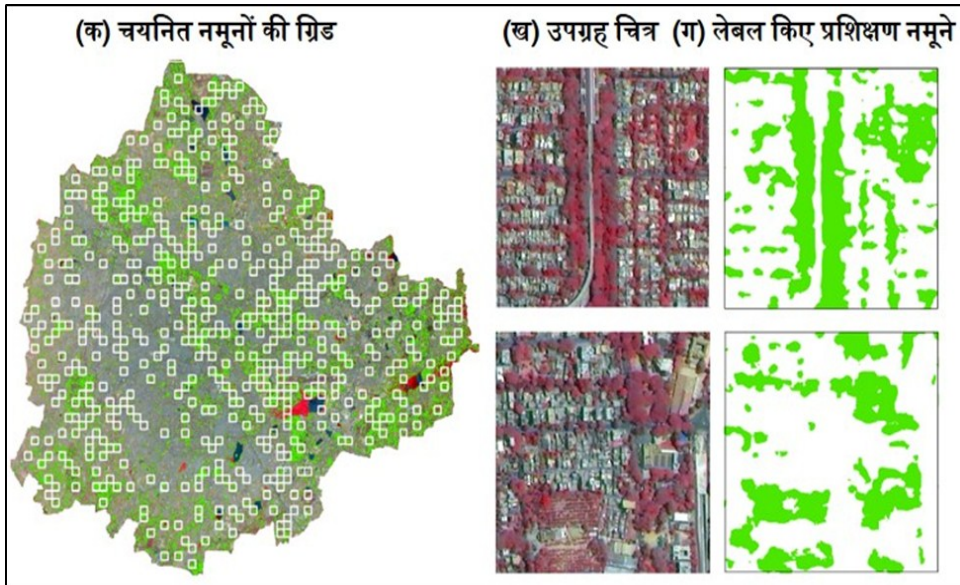 (क) चयनित नमूनों की ग्रिड
(ख) उपग्रह चित्र
(ग) लेबल किए प्रशिक्षण नमूने